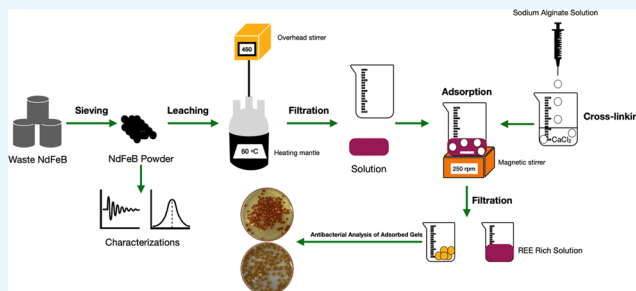 Sodium Alginate Solution
Overhead stirrer
450
Sieving
Leaching
Filtration
Adsorption
Cross-linkin
CaCl₂
Waste NdFeB
NdFeB Powder
60 ºC
Heating mantle
Solution
Magnetic stirrer
250 rpm
Characterizations
Filtration
Antibacterial Analysis of Adsorbed Gels
REE Rich Solution